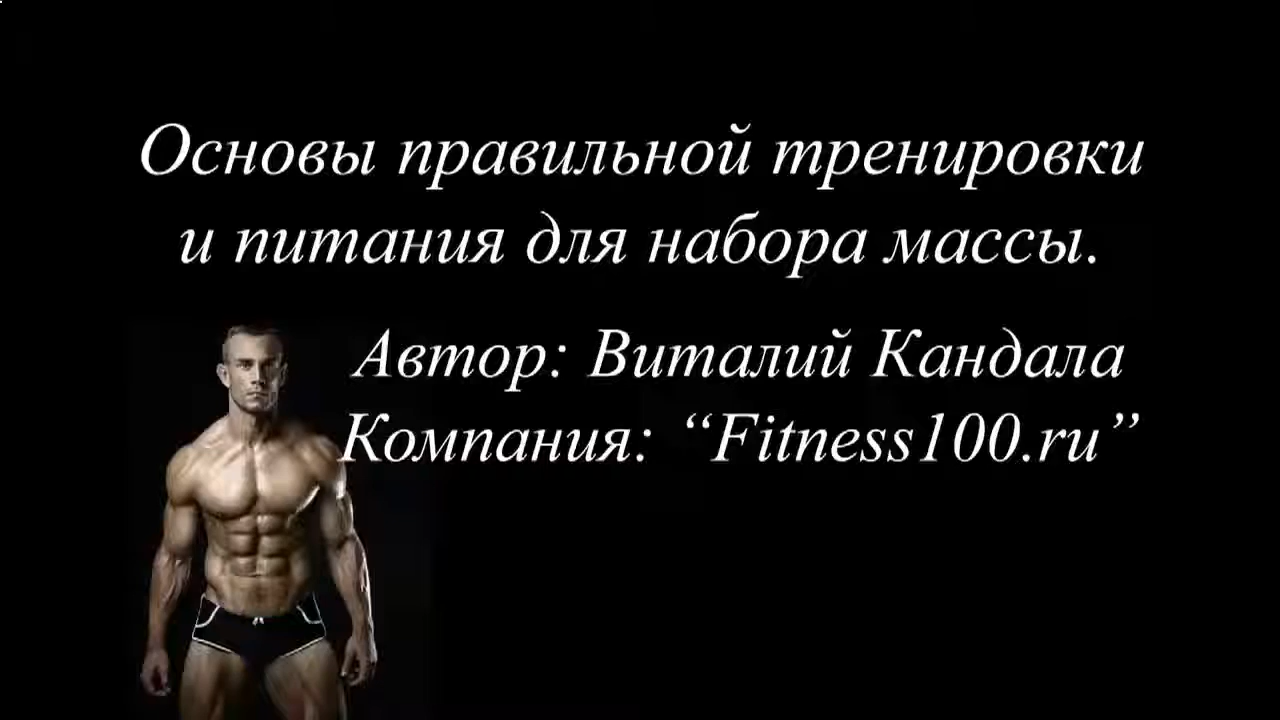 Основы правильной тренировки
и питания для набора массы.
Автор: Виталий Кандала
Компания: “Fitness100.ru”